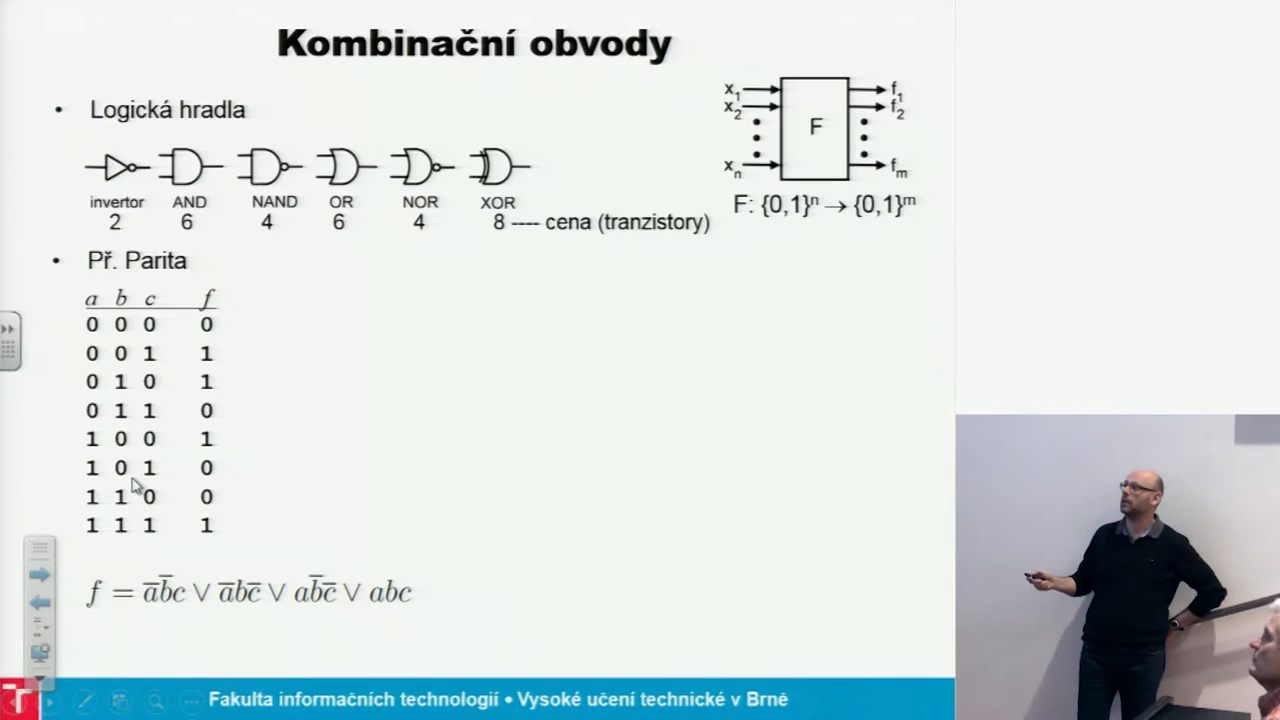 Kombinační obvody
• Logická hradla
invertor AND NAND OR NOR XOR
2 6 4 6 4 8 ---- cena (tranzistory)
x₁ f₁
x₂ F f₂
xₙ fₘ
F: {0,1}ⁿ → {0,1}ᵐ
• Př. Parita
a b c f
0 0 0 0
0 0 1 1
0 1 0 1
0 1 1 0
1 0 0 1
1 0 1 0
1 1 0 0
1 1 1 1
f = a̅b̅c ∨ a̅bc̅ ∨ ab̅c̅ ∨ abc
Fakulta informačních technologií • Vysoké učení technické v Brně